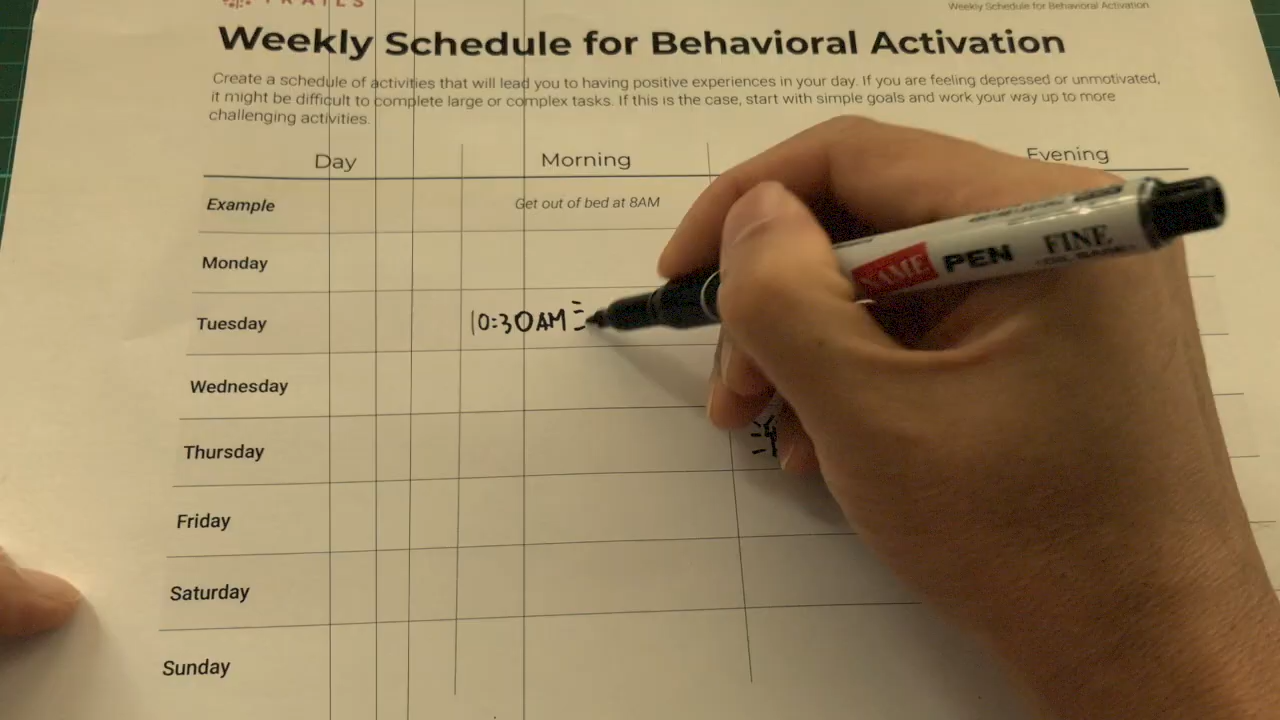 TRAILS
Weekly Schedule for Behavioral Activation
Weekly Schedule for Behavioral Activation
Create a schedule of activities that will lead you to having positive experiences in your day. If you are feeling depressed or unmotivated,
it might be difficult to complete large or complex tasks. If this is the case, start with simple goals and work your way up to more
challenging activities.
Day Morning Evening
Example Get out of bed at 8AM
Monday
Tuesday 10:30AM
Wednesday
Thursday
Friday
Saturday
Sunday
NAME PEN FINE